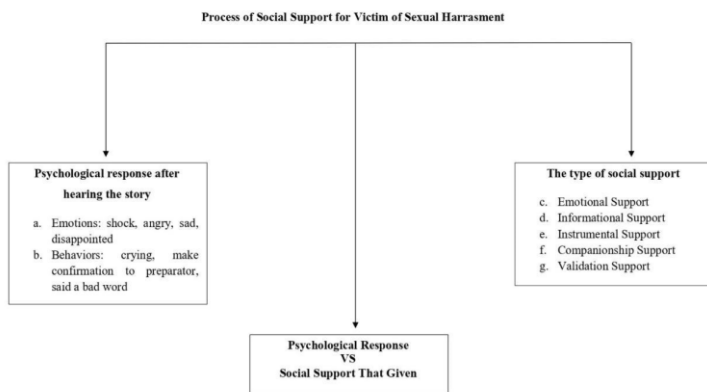 Process of Social Support for Victim of Sexual Harrasment
Psychological response after
hearing the story
a. Emotions: shock, angry, sad,
disappointed
b. Behaviors: crying, make
confirmation to preparator,
said a bad word
The type of social support
c. Emotional Support
d. Informational Support
e. Instrumental Support
f. Companionship Support
g. Validation Support
Psychological Response
VS
Social Support That Given